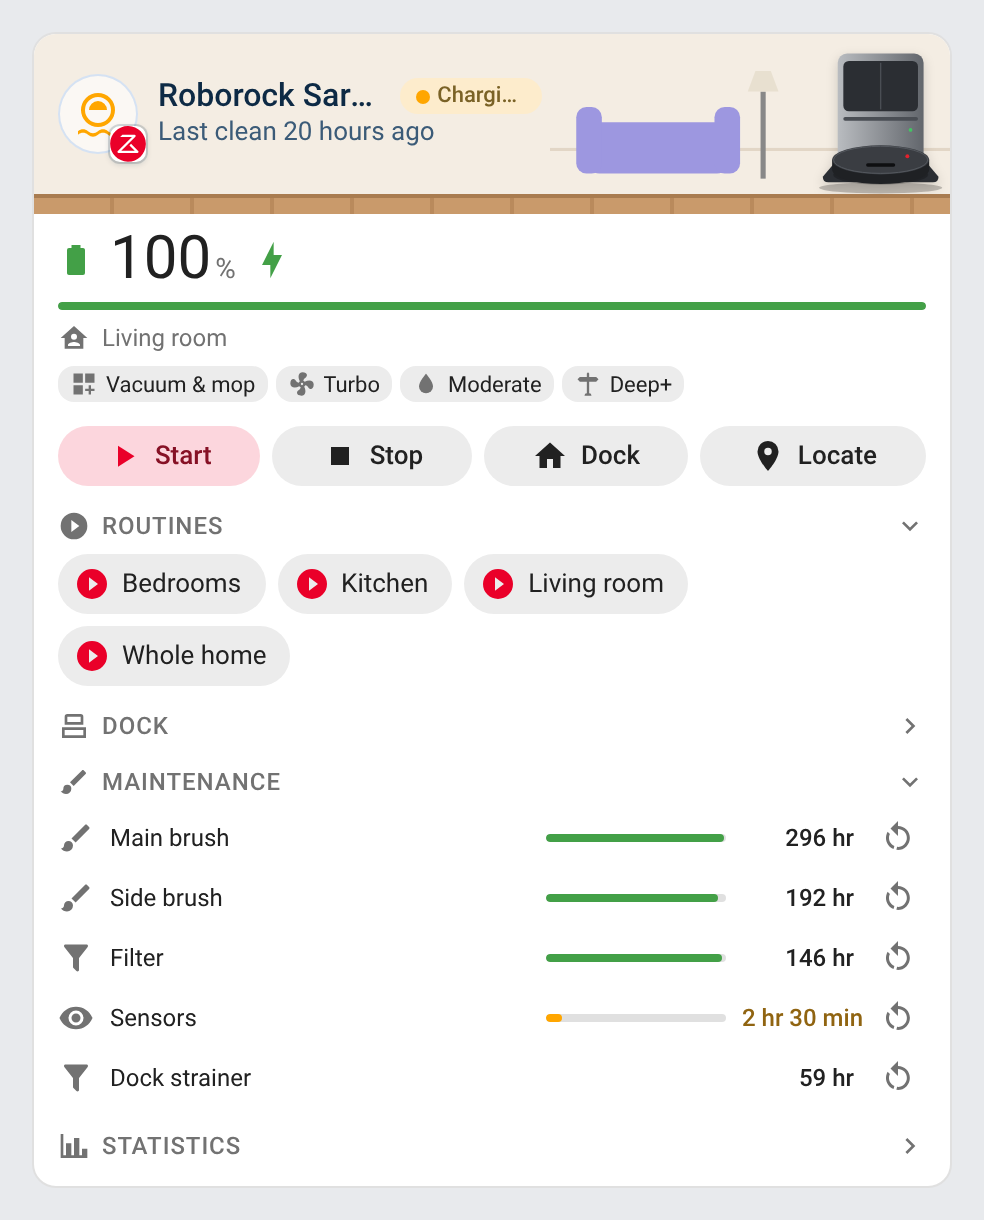 Roborock Sar...
Chargi...
Last clean 20 hours ago
100 %
Living room
Vacuum & mop Turbo Moderate Deep+
Start Stop Dock Locate
ROUTINES
Bedrooms Kitchen Living room
Whole home
DOCK
MAINTENANCE
Main brush 296 hr
Side brush 192 hr
Filter 146 hr
Sensors 2 hr 30 min
Dock strainer 59 hr
STATISTICS